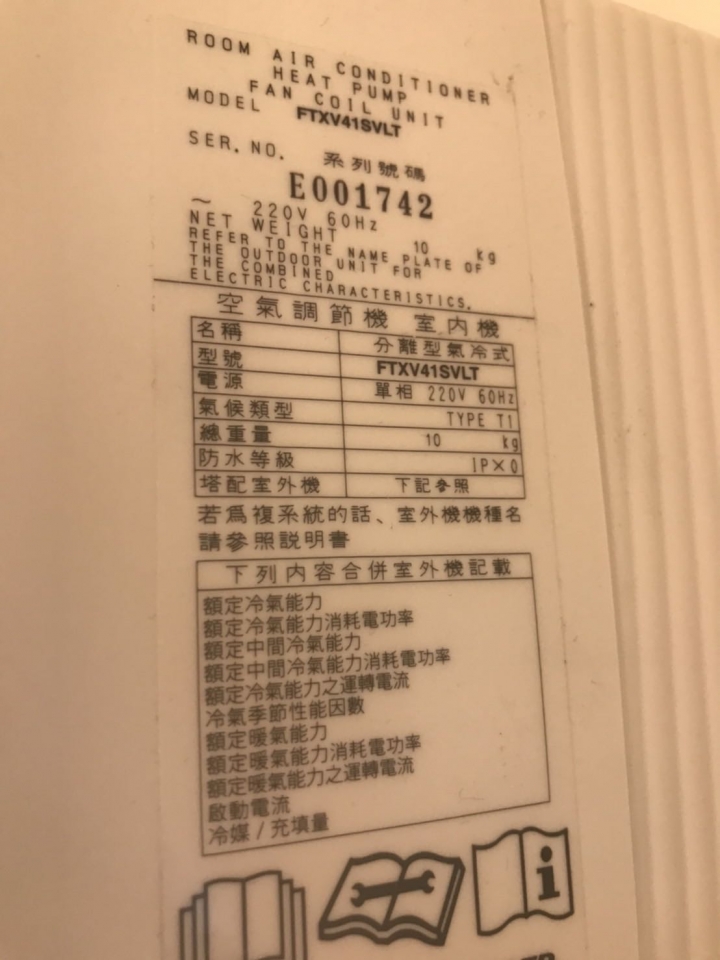 ROOM AIR CONDITIONER
HEAT PUMP
FAN COIL UNIT
MODEL FTXV41SVLT
SER. NO. 系列號碼
E001742
~ 220V 60Hz
NET WEIGHT 10 kg
REFER TO THE NAME PLATE OF
THE OUTDOOR UNIT FOR
THE COMBINED
ELECTRIC CHARACTERISTICS.
空氣調節機 室內機
名稱 分離型氣冷式
型號 FTXV41SVLT
電源 單相 220V 60Hz
氣候類型 TYPE T1
總重量 10 kg
防水等級 IP×0
塔配室外機 下記參照
若爲複系統的話、室外機機種名
請參照説明書
下列内容合併室外機記載
額定冷氣能力
額定冷氣能力消耗電功率
額定中間冷氣能力
額定中間冷氣能力消耗電功率
額定冷氣能力之運轉電流
冷氣季節性能因數
額定暖氣能力
額定暖氣能力消耗電功率
額定暖氣能力之運轉電流
啟動電流
冷媒/充填量